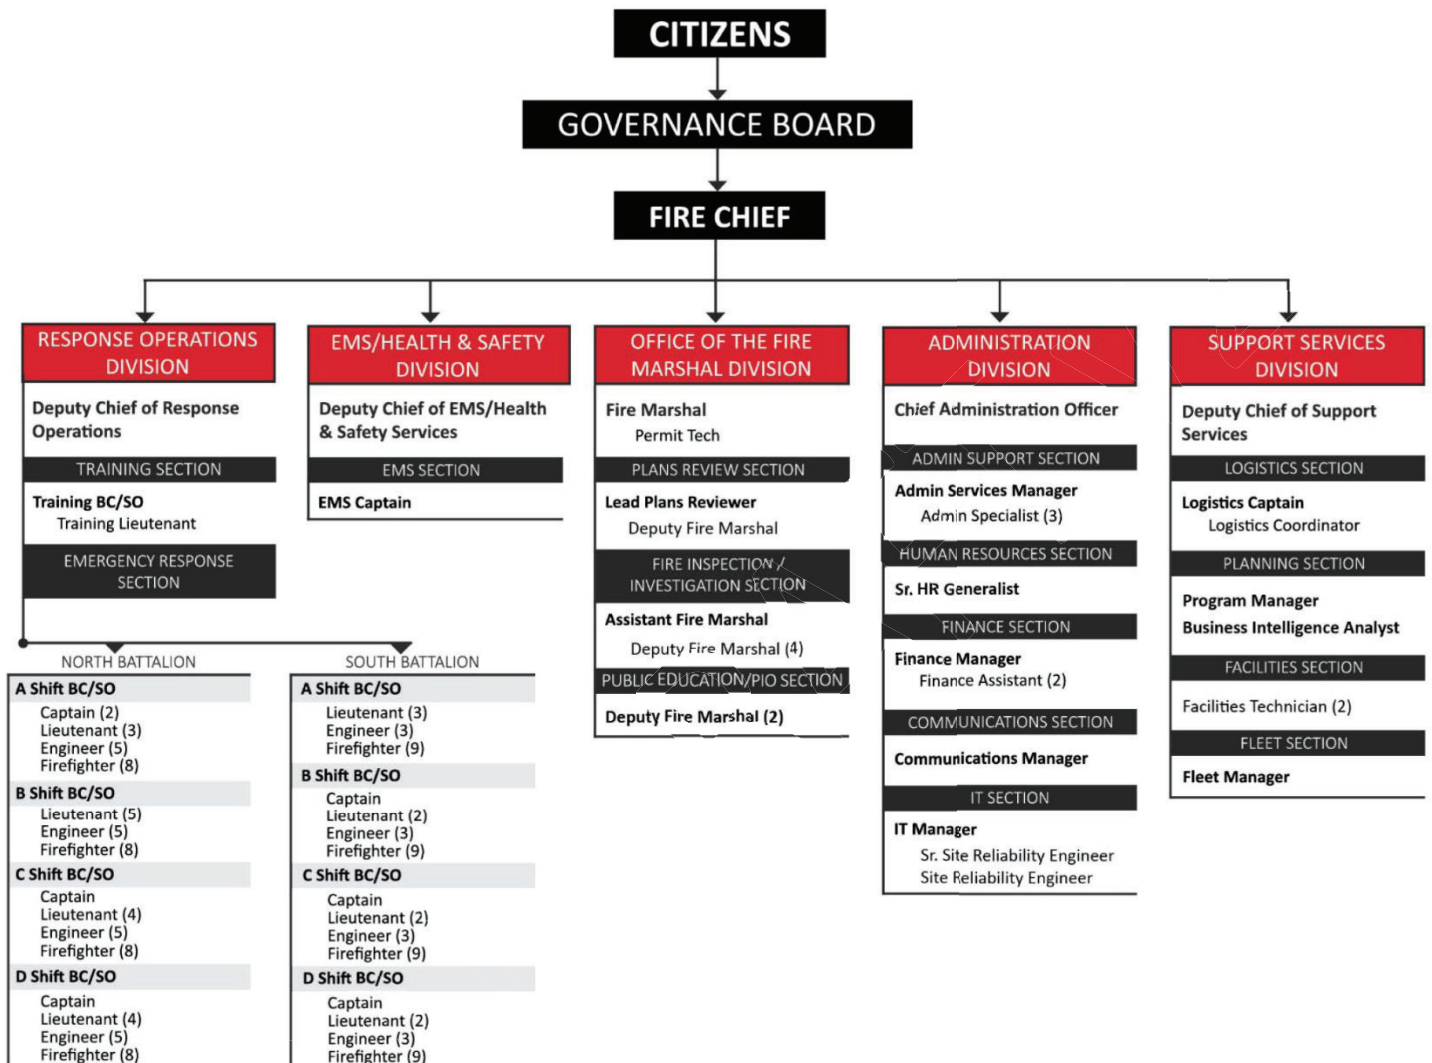 CITIZENS
GOVERNANCE BOARD
FIRE CHIEF
RESPONSE OPERATIONS
DIVISION
Deputy Chief of Response
Operations
TRAINING SECTION
Training BC/SO
Training Lieutenant
EMERGENCY RESPONSE
SECTION
NORTH BATTALION
A Shift BC/SO
Captain (2)
Lieutenant (3)
Engineer (5)
Firefighter (8)
B Shift BC/SO
Lieutenant (5)
Engineer (5)
Firefighter (8)
C Shift BC/SO
Captain
Lieutenant (4)
Engineer (5)
Firefighter (8)
D Shift BC/SO
Captain
Lieutenant (4)
Engineer (5)
Firefighter (8)
SOUTH BATTALION
A Shift BC/SO
Lieutenant (3)
Engineer (3)
Firefighter (9)
B Shift BC/SO
Captain
Lieutenant (2)
Engineer (3)
Firefighter (9)
C Shift BC/SO
Captain
Lieutenant (2)
Engineer (3)
Firefighter (9)
D Shift BC/SO
Captain
Lieutenant (2)
Engineer (3)
Firefighter (9)
EMS/HEALTH & SAFETY
DIVISION
Deputy Chief of EMS/Health
& Safety Services
EMS SECTION
EMS Captain
OFFICE OF THE FIRE
MARSHAL DIVISION
Fire Marshal
Permit Tech
PLANS REVIEW SECTION
Lead Plans Reviewer
Deputy Fire Marshal
FIRE INSPECTION /
INVESTIGATION SECTION
Assistant Fire Marshal
Deputy Fire Marshal (4)
PUBLIC EDUCATION/PIO SECTION
Deputy Fire Marshal (2)
ADMINISTRATION
DIVISION
Chief Administration Officer
ADMIN SUPPORT SECTION
Admin Services Manager
Admin Specialist (3)
HUMAN RESOURCES SECTION
Sr. HR Generalist
FINANCE SECTION
Finance Manager
Finance Assistant (2)
COMMUNICATIONS SECTION
Communications Manager
IT SECTION
IT Manager
Sr. Site Reliability Engineer
Site Reliability Engineer
SUPPORT SERVICES
DIVISION
Deputy Chief of Support
Services
LOGISTICS SECTION
Logistics Captain
Logistics Coordinator
PLANNING SECTION
Program Manager
Business Intelligence Analyst
FACILITIES SECTION
Facilities Technician (2)
FLEET SECTION
Fleet Manager